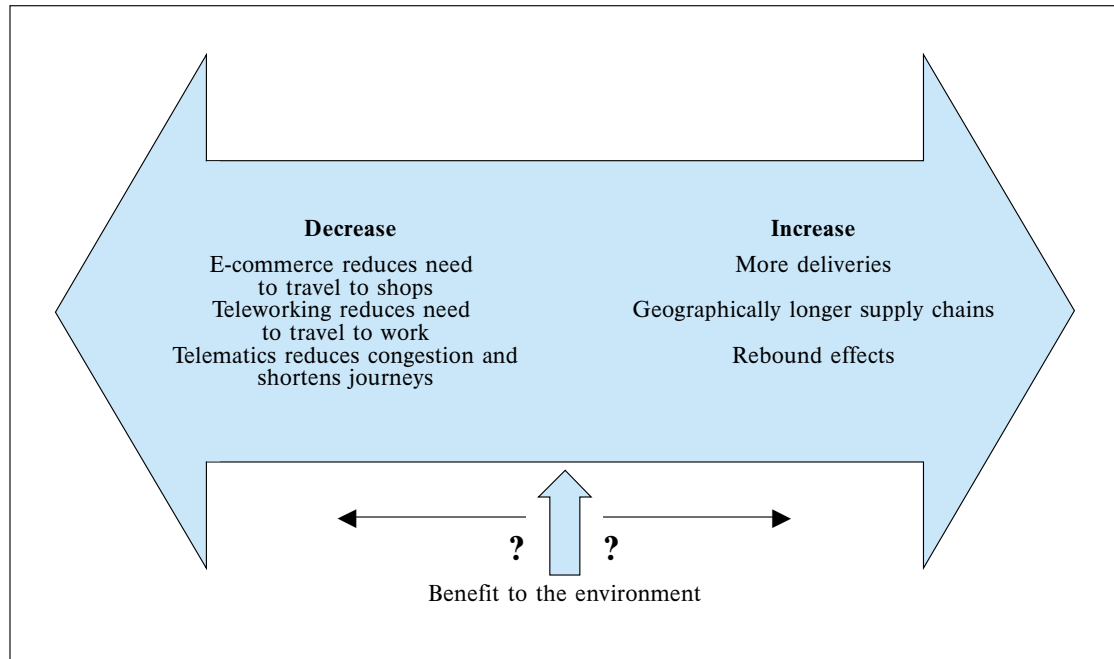 Decrease
E-commerce reduces need
to travel to shops
Teleworking reduces need
to travel to work
Telematics reduces congestion and
shortens journeys
Increase
More deliveries
Geographically longer supply chains
Rebound effects
? ?
Benefit to the environment